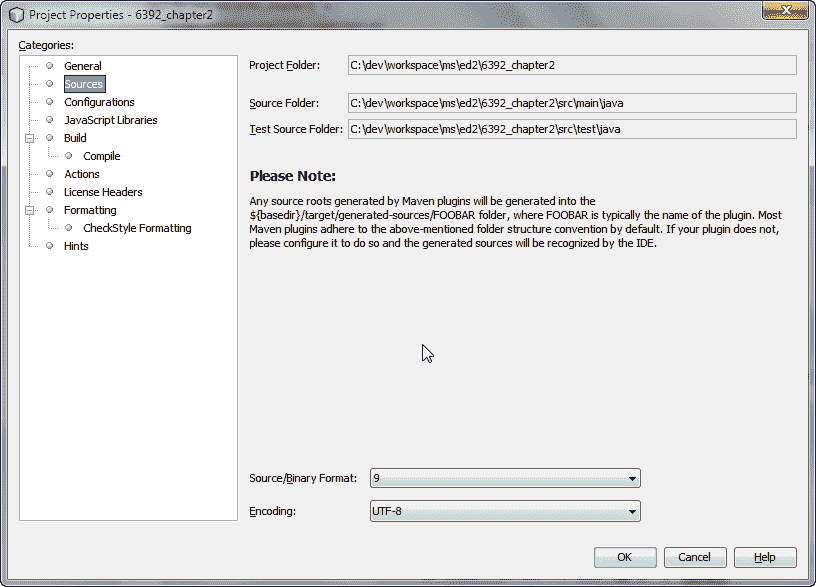 Project Properties - 6392_chapter2
Categories:
General
Sources
Configurations
JavaScript Libraries
Build
Compile
Actions
License Headers
Formatting
CheckStyle Formatting
Hints
Project Folder: C:\dev\workspace\ms\ed2\6392_chapter2
Source Folder: C:\dev\workspace\ms\ed2\6392_chapter2\src\main\java
Test Source Folder: C:\dev\workspace\ms\ed2\6392_chapter2\src\test\java
Please Note:
Any source roots generated by Maven plugins will be generated into the
${basedir}/target/generated-sources/FOOBAR folder, where FOOBAR is typically the name of the plugin. Most
Maven plugins adhere to the above-mentioned folder structure convention by default. If your plugin does not,
please configure it to do so and the generated sources will be recognized by the IDE.
Source/Binary Format: 9
Encoding: UTF-8
OK Cancel Help